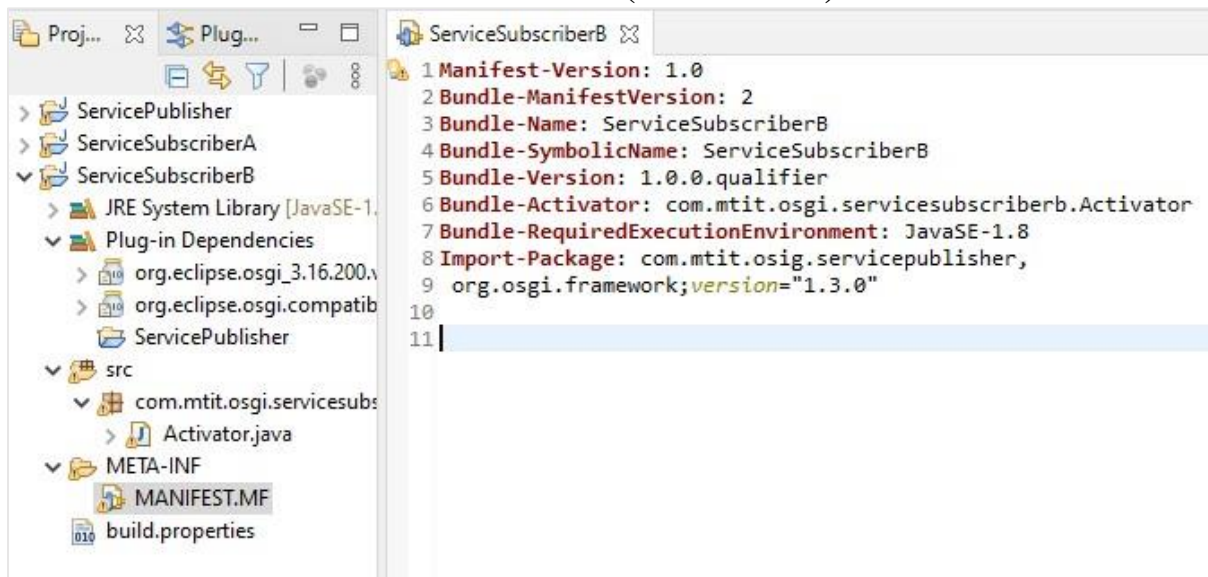 Proj...
Plug...
ServicePublisher
ServiceSubscriberA
ServiceSubscriberB
JRE System Library [JavaSE-1.
Plug-in Dependencies
org.eclipse.osgi_3.16.200.v
org.eclipse.osgi.compatib
ServicePublisher
src
com.mtit.osgi.servicesubs
Activator.java
META-INF
MANIFEST.MF
build.properties
ServiceSubscriberB
1 Manifest-Version: 1.0
2 Bundle-ManifestVersion: 2
3 Bundle-Name: ServiceSubscriberB
4 Bundle-SymbolicName: ServiceSubscriberB
5 Bundle-Version: 1.0.0.qualifier
6 Bundle-Activator: com.mtit.osgi.servicesubscriberb.Activator
7 Bundle-RequiredExecutionEnvironment: JavaSE-1.8
8 Import-Package: com.mtit.osig.servicepublisher,
9 org.osgi.framework;version="1.3.0"
10
11